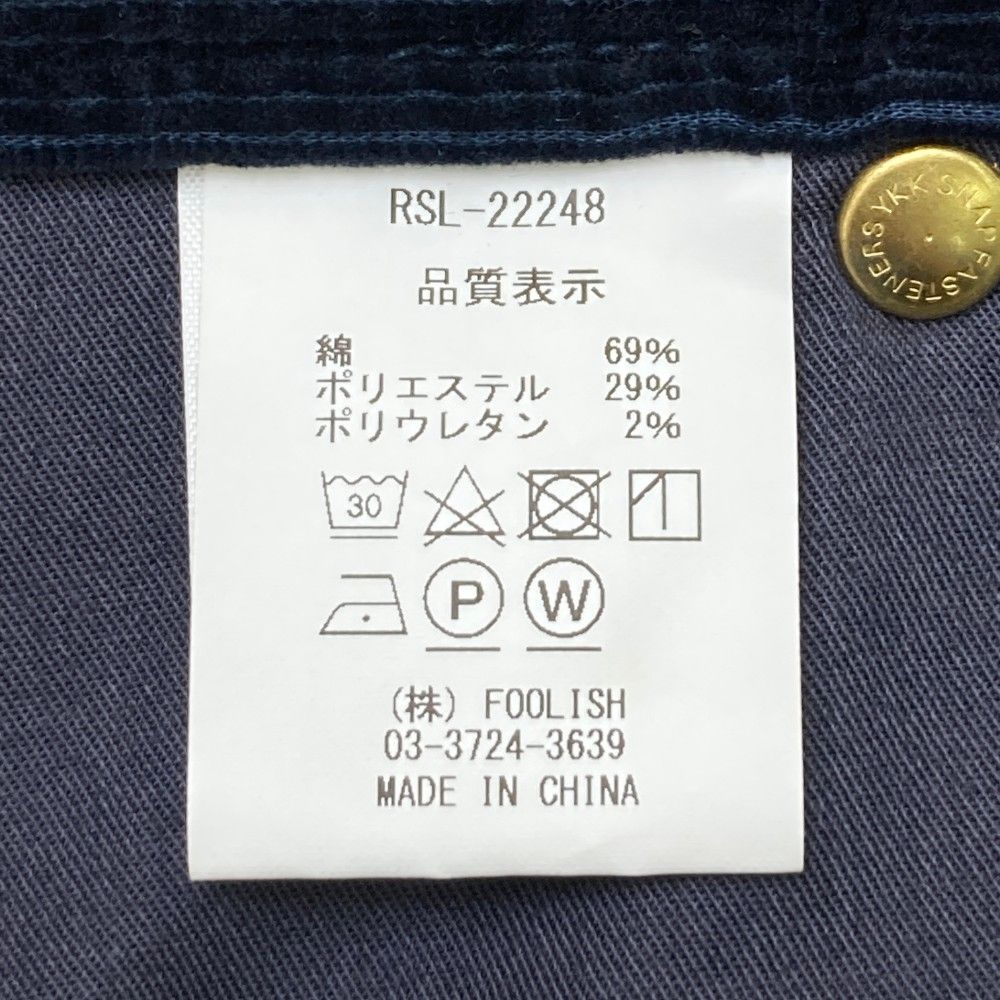 RSL-22248
品質表示
綿 69%
ポリエステル 29%
ポリウレタン 2%
30
P W
(株) FOOLISH
03-3724-3639
MADE IN CHINA
YKK SNAP FASTENERS